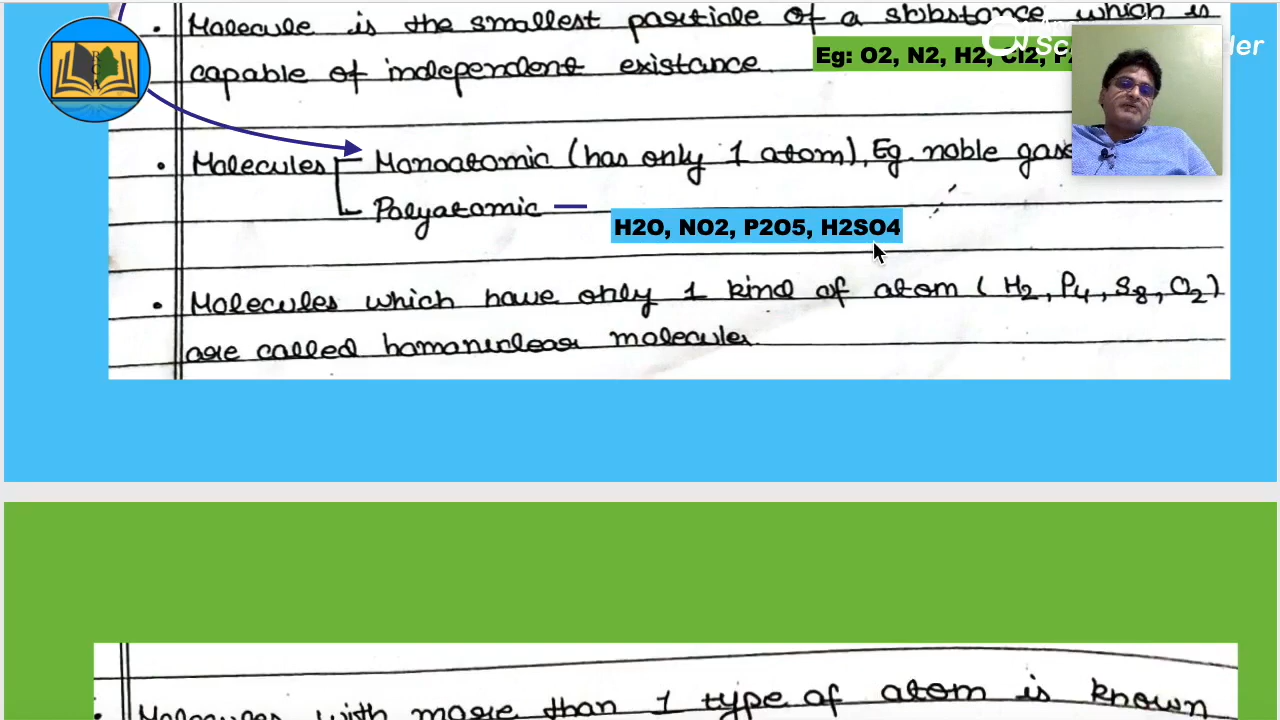 • Molecule is the smallest particle of a substance which is
Eg: O2, N2, H2, Cl2,
capable of independent existance
• Molecules Monoatomic (has only 1 atom), Eg. noble
Polyatomic —
H2O, NO2, P2O5, H2SO4
• Molecules which have only 1 kind of atom (H₂, P₄, S₈, O₂)
are called homonuclear molecules.
• Molecules with more than 1 type of atom is known